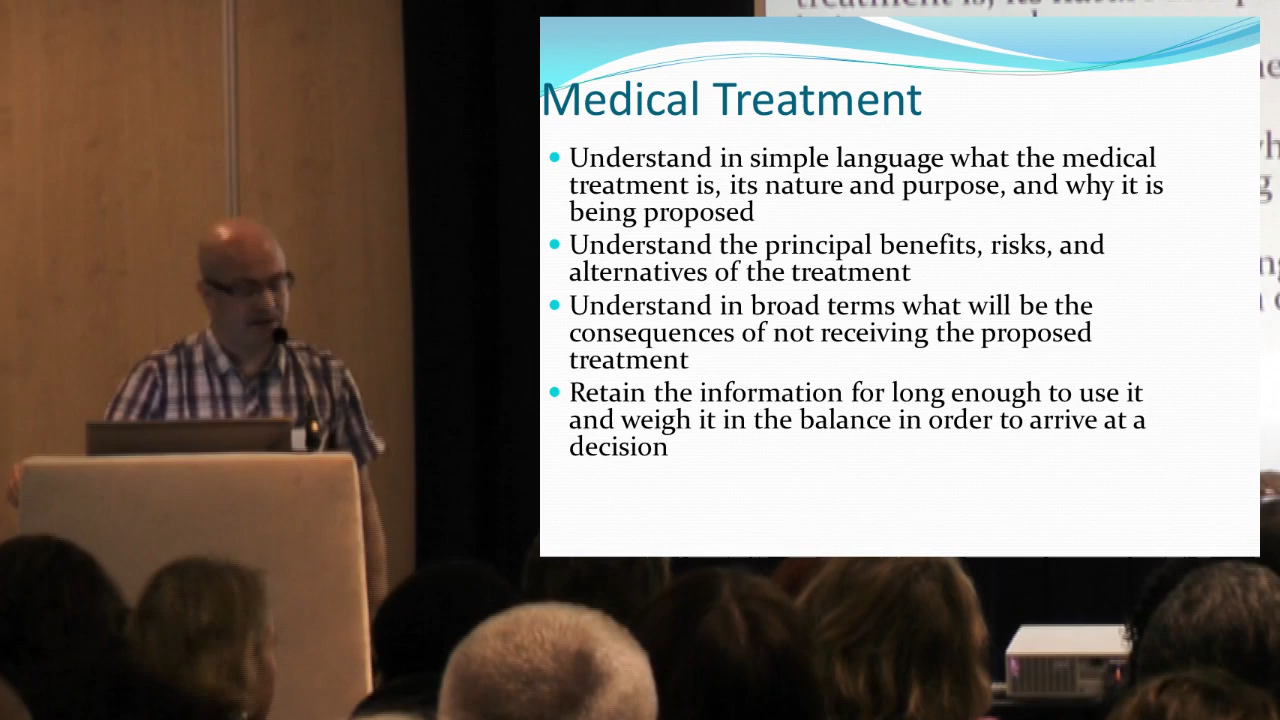 Medical Treatment
Understand in simple language what the medical
treatment is, its nature and purpose, and why it is
being proposed
Understand the principal benefits, risks, and
alternatives of the treatment
Understand in broad terms what will be the
consequences of not receiving the proposed
treatment
Retain the information for long enough to use it
and weigh it in the balance in order to arrive at a
decision